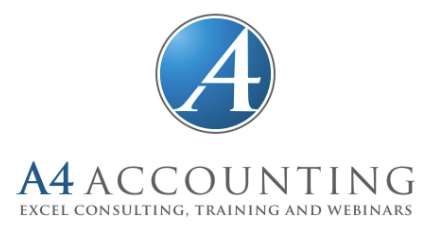 A4
A4 ACCOUNTING
EXCEL CONSULTING, TRAINING AND WEBINARS